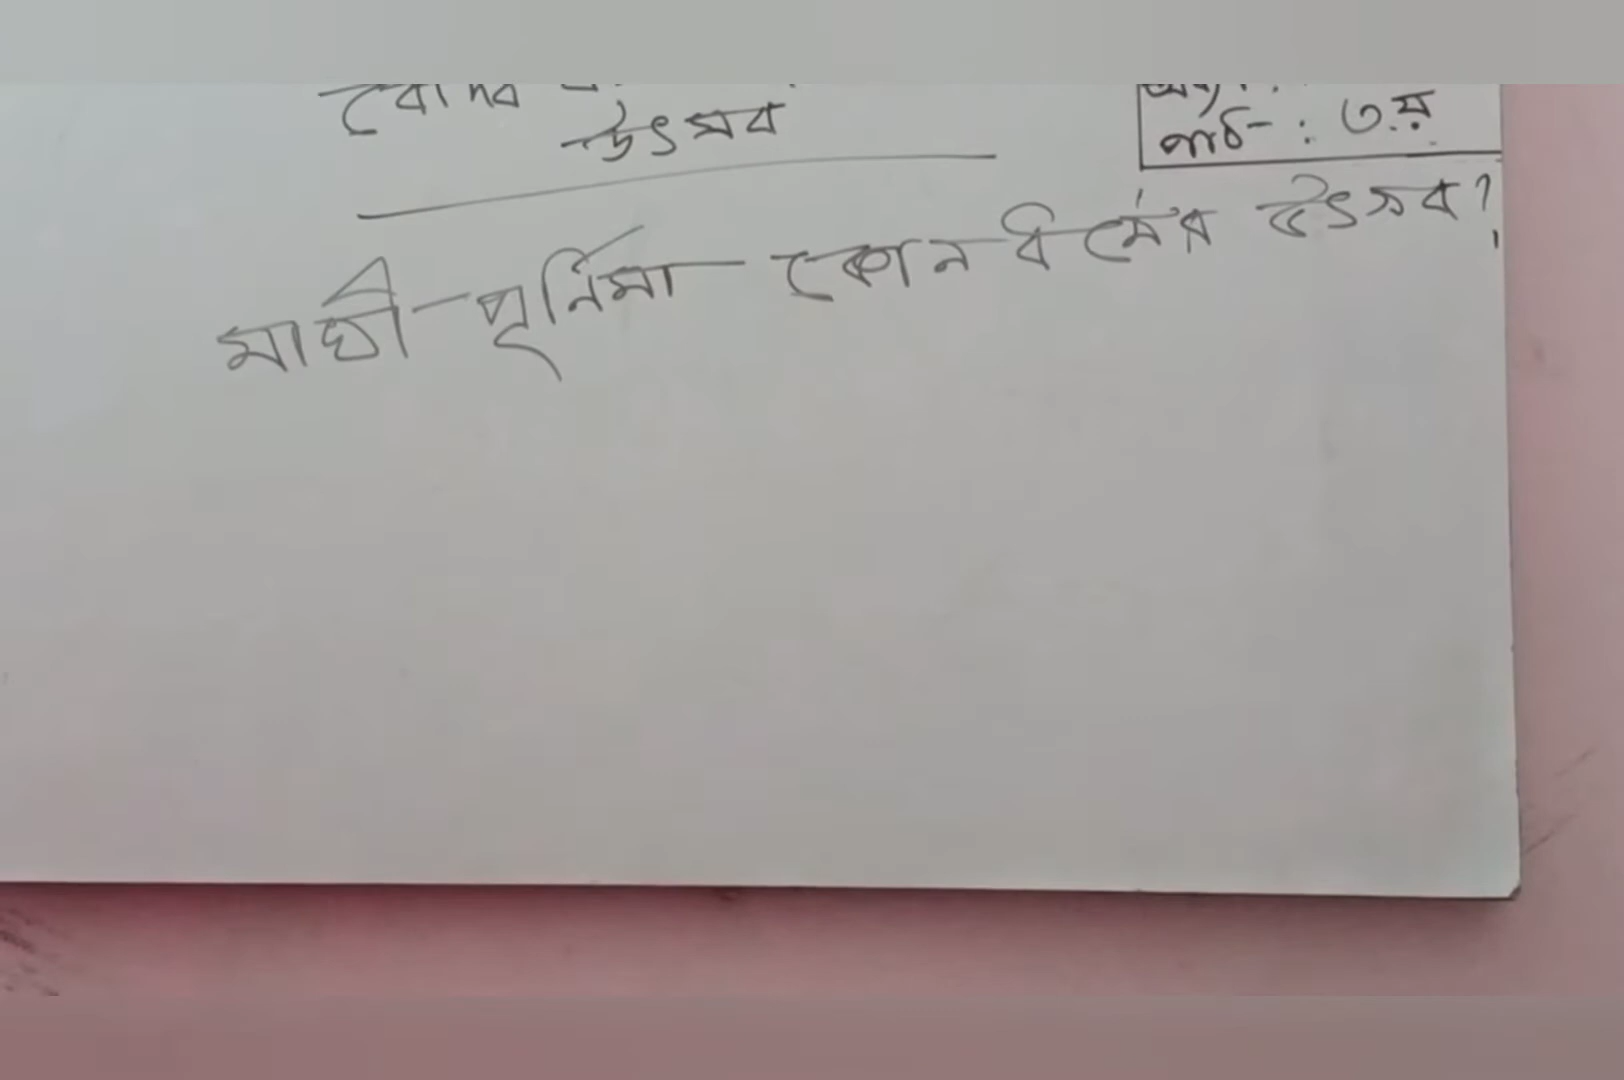 উৎসব
পাঠ : ৩য়
মাঘী পূর্নিমা কোন ধর্মের উৎসব?